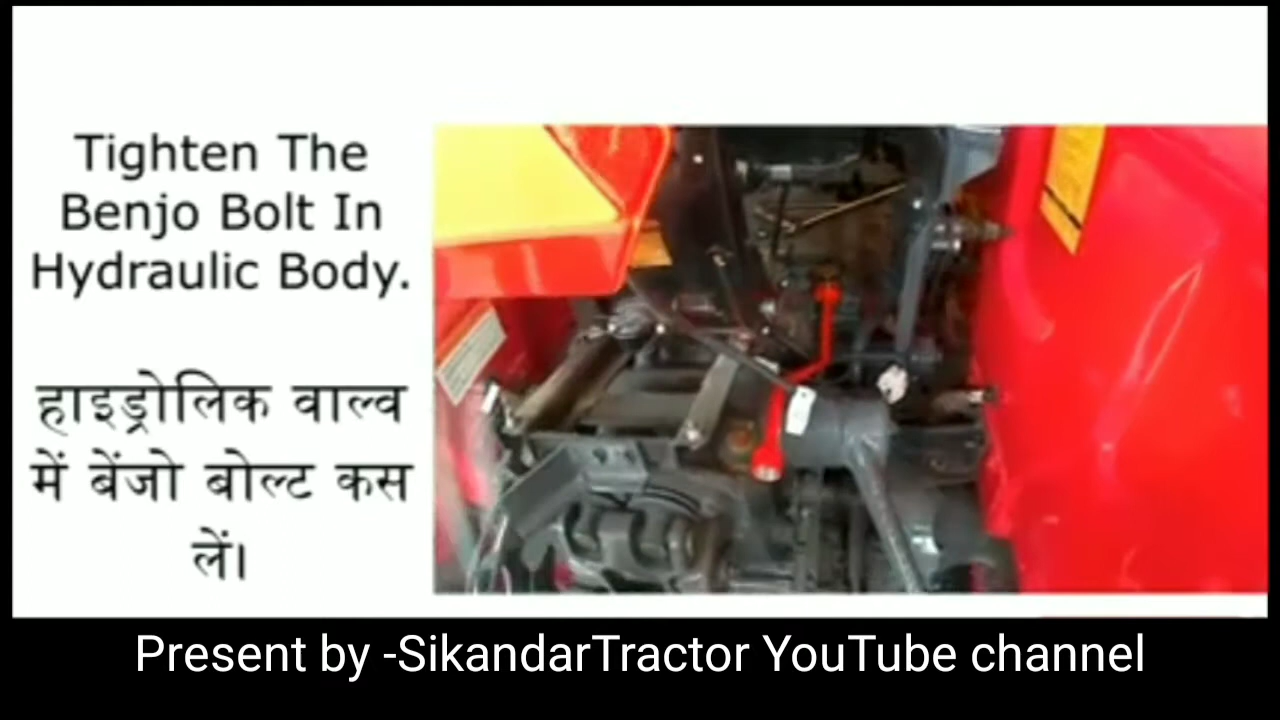 Tighten The
Benjo Bolt In
Hydraulic Body.
हाइड्रोलिक वाल्व
में बेंजो बोल्ट कस
लें।
Present by -SikandarTractor YouTube channel